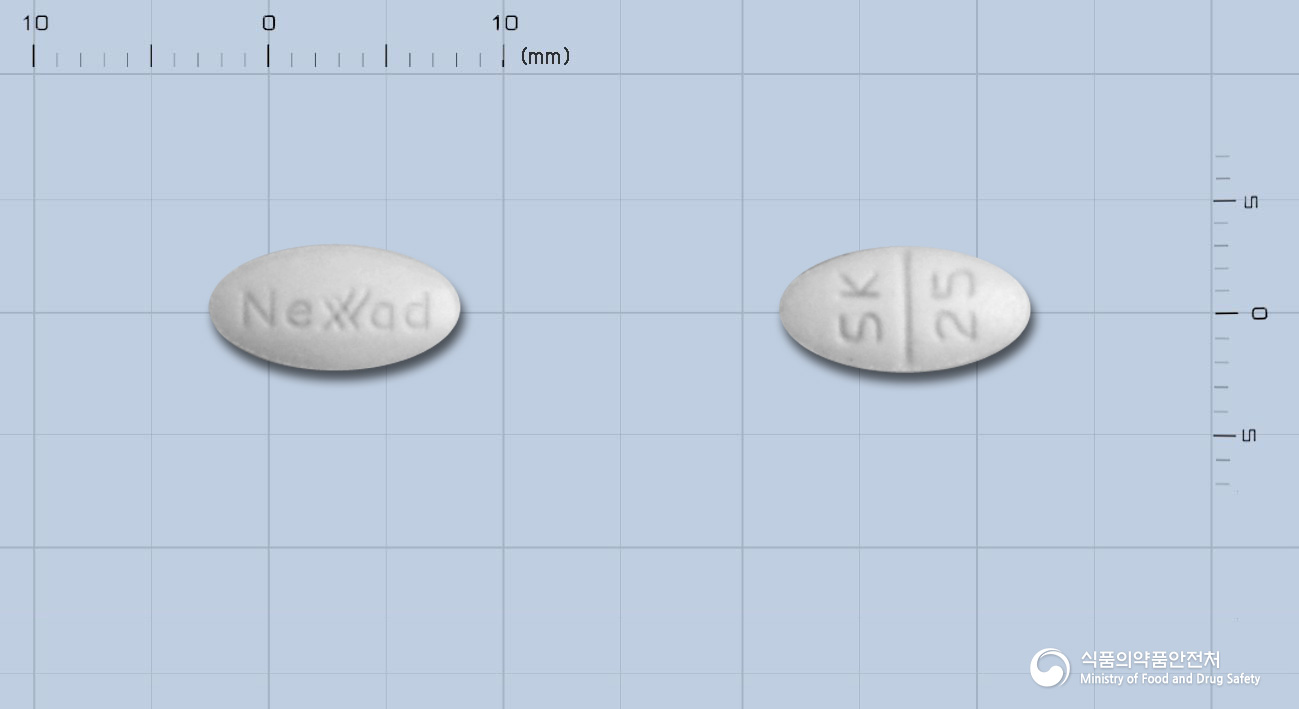 10 0 10 (mm)
NexWad
SK 25
5
0
5
식품의약품안전처
Ministry of Food and Drug Safety